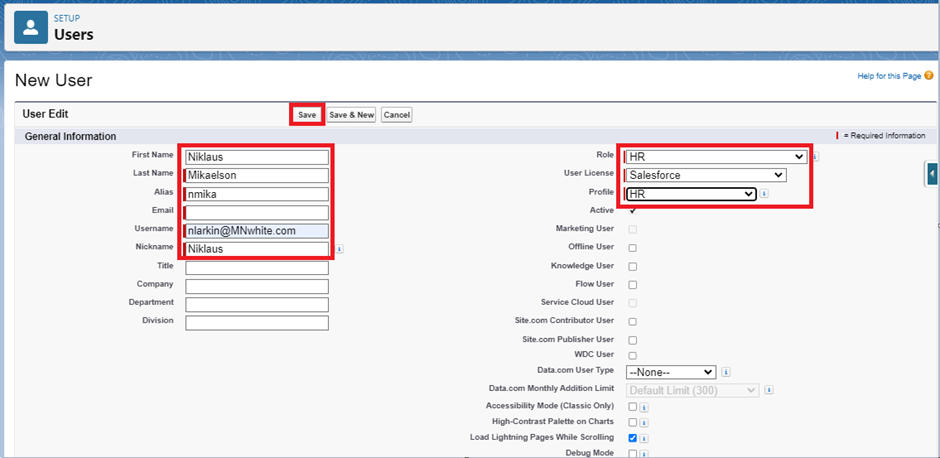 SETUP
Users
New User
Help for this Page
User Edit
Save Save & New Cancel
General Information
= Required Information
First Name Niklaus
Last Name Mikaelson
Alias nmika
Email
Username nlarkin@MNwhite.com
Nickname Niklaus
Title
Company
Department
Division
Role HR
User License Salesforce
Profile HR
Active
Marketing User
Offline User
Knowledge User
Flow User
Service Cloud User
Site.com Contributor User
Site.com Publisher User
WDC User
Data.com User Type --None--
Data.com Monthly Addition Limit Default Limit (300)
Accessibility Mode (Classic Only)
High-Contrast Palette on Charts
Load Lightning Pages While Scrolling
Debug Mode